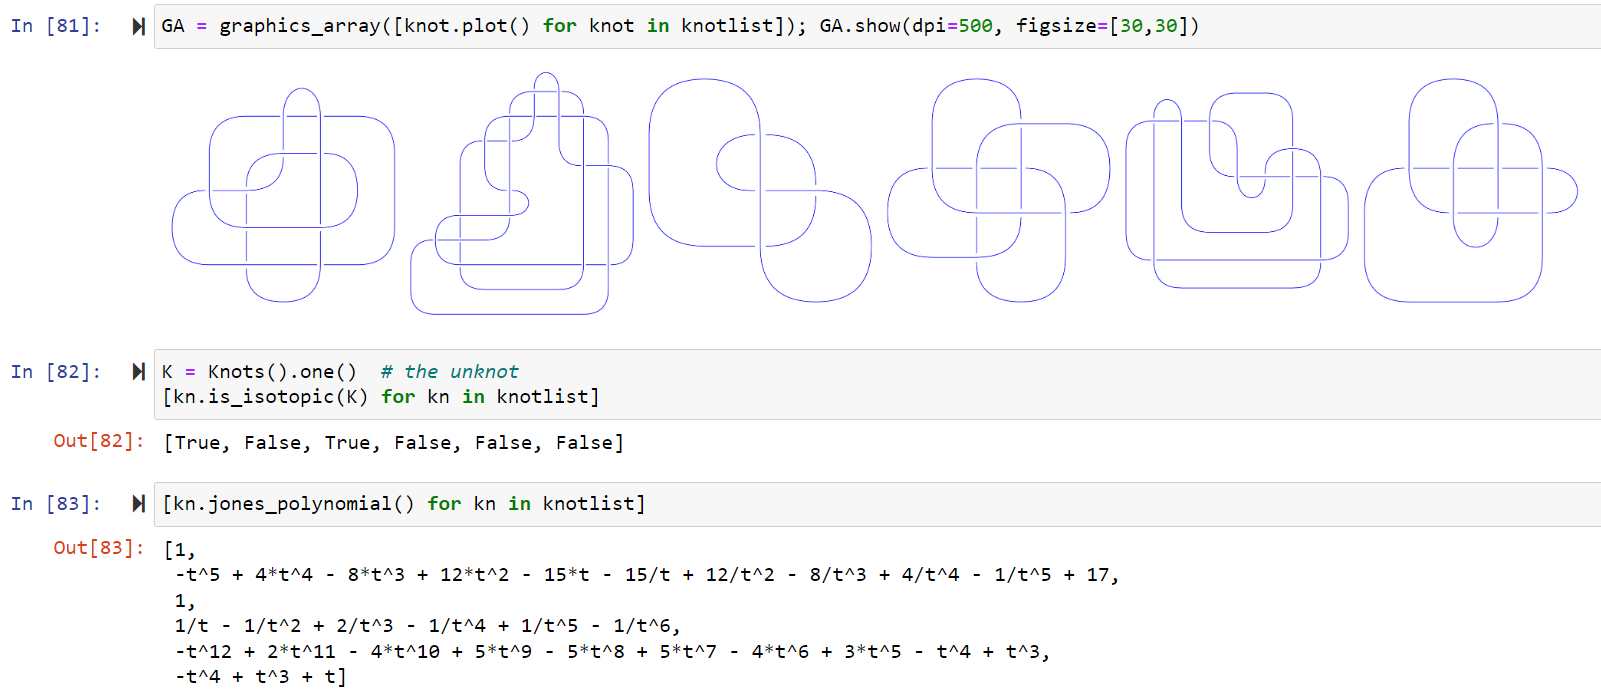 In [81]: GA = graphics_array([knot.plot() for knot in knotlist]); GA.show(dpi=500, figsize=[30,30])
In [82]: K = Knots().one()  # the unknot
[kn.is_isotopic(K) for kn in knotlist]
Out[82]: [True, False, True, False, False, False]
In [83]: [kn.jones_polynomial() for kn in knotlist]
Out[83]: [1,
-t^5 + 4*t^4 - 8*t^3 + 12*t^2 - 15*t - 15/t + 12/t^2 - 8/t^3 + 4/t^4 - 1/t^5 + 17,
1,
1/t - 1/t^2 + 2/t^3 - 1/t^4 + 1/t^5 - 1/t^6,
-t^12 + 2*t^11 - 4*t^10 + 5*t^9 - 5*t^8 + 5*t^7 - 4*t^6 + 3*t^5 - t^4 + t^3,
-t^4 + t^3 + t]